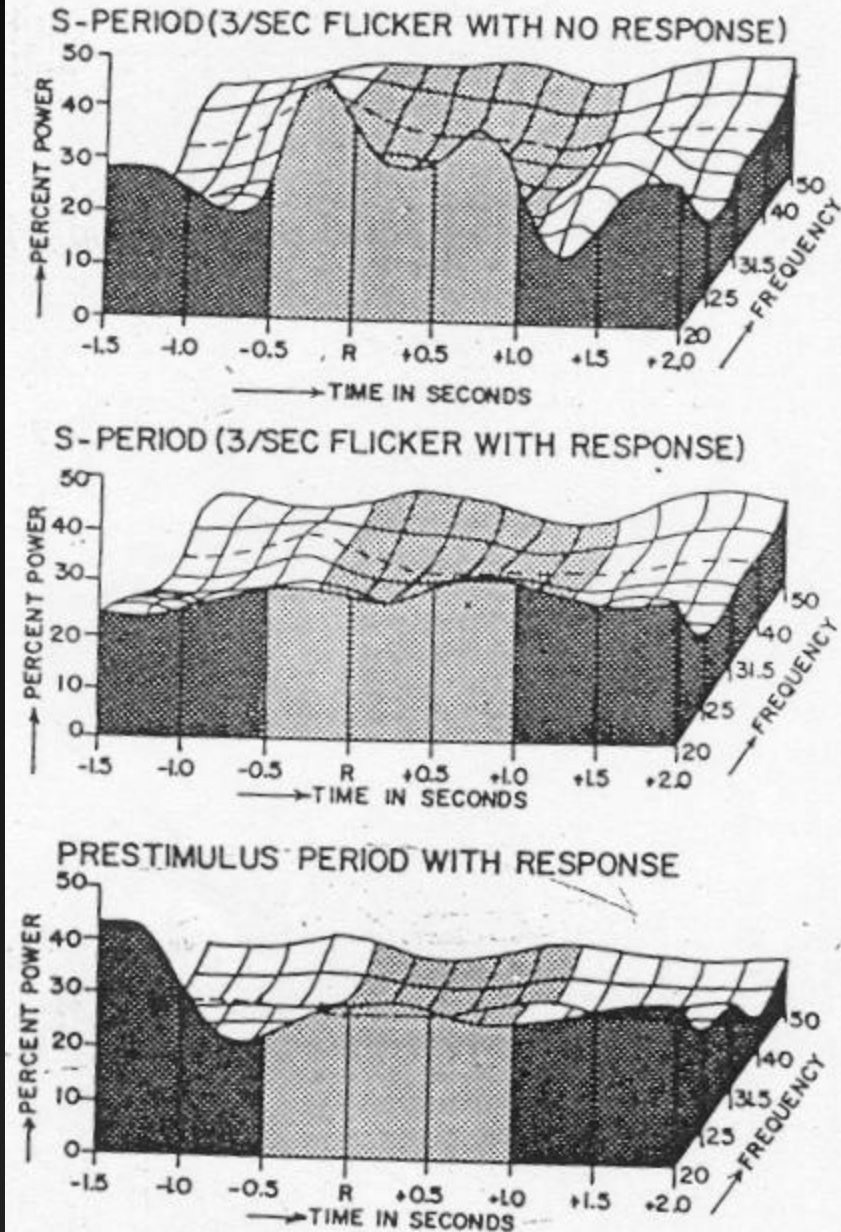 S-PERIOD (3/SEC FLICKER WITH NO RESPONSE)
50
40
30
20
10
0
→PERCENT POWER
-1.5 -1.0 -0.5 R +0.5 +1.0 +1.5 +2.0
→TIME IN SECONDS
20
25
31.5
40
50
→FREQUENCY
S-PERIOD (3/SEC FLICKER WITH RESPONSE)
50
40
30
20
10
0
→PERCENT POWER
-1.5 -1.0 -0.5 R +0.5 +1.0 +1.5 +2.0
→TIME IN SECONDS
20
25
31.5
40
50
→FREQUENCY
PRESTIMULUS PERIOD WITH RESPONSE
50
40
30
20
10
0
→PERCENT POWER
-1.5 -1.0 -0.5 R +0.5 +1.0 +1.5 +2.0
→TIME IN SECONDS
20
25
31.5
40
50
→FREQUENCY